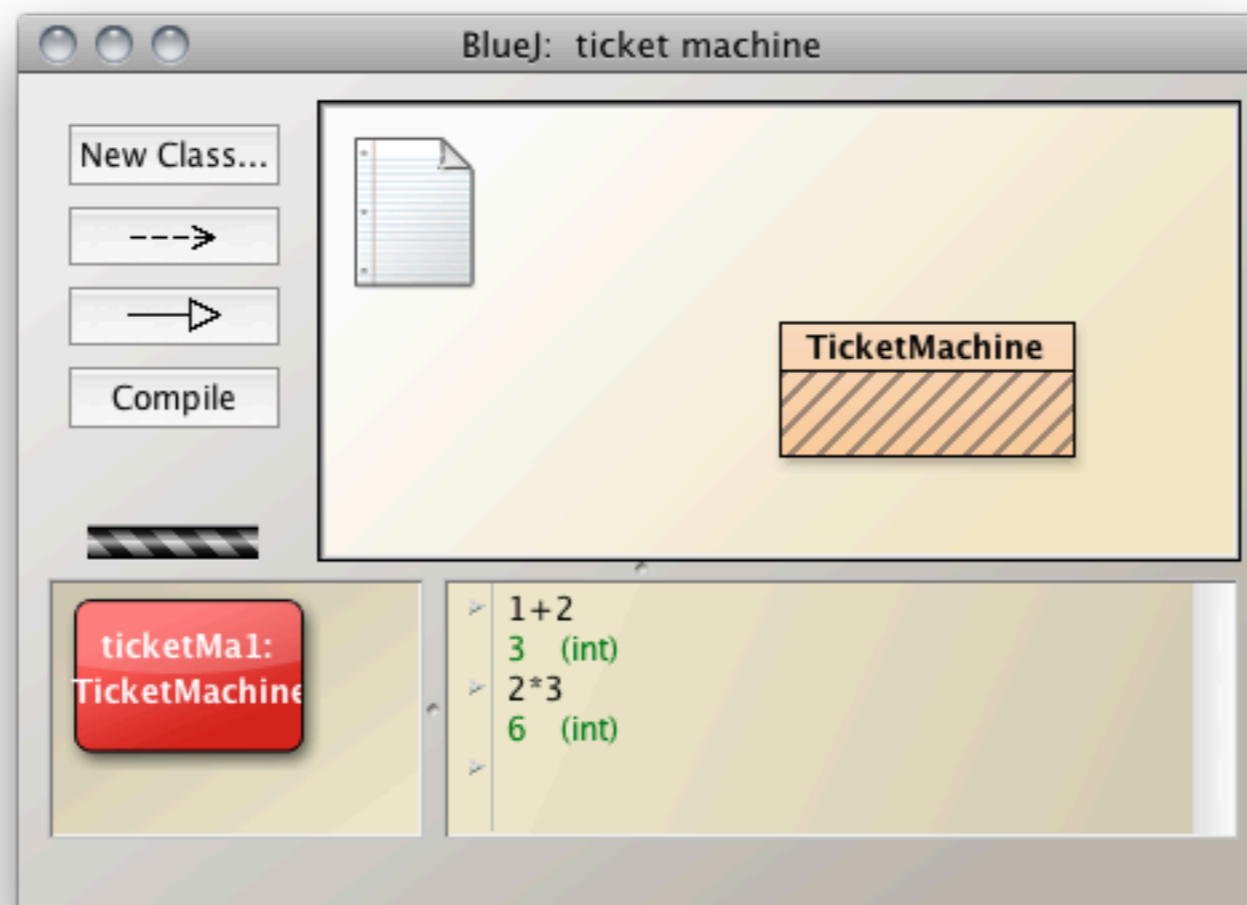 BlueJ: ticket machine
New Class...
Compile
TicketMachine
ticketMa1:
TicketMachine
1+2
3 (int)
2*3
6 (int)